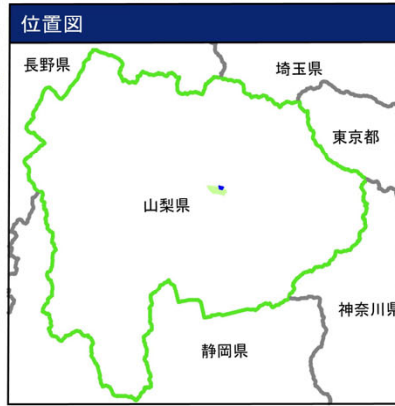 位置図
長野県
埼玉県
東京都
山梨県
神奈川県
静岡県